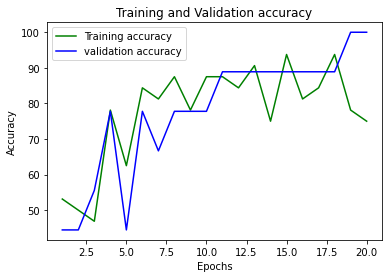 Training and Validation accuracy
Training accuracy
validation accuracy
100
90
80
70
60
50
Accuracy
2.5 5.0 7.5 10.0 12.5 15.0 17.5 20.0
Epochs